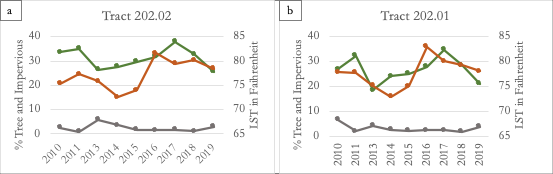 a
Tract 202.02
% Tree and Impervious
40
30
20
10
0
85
80
75
70
65
LST in Fahrenheit
2010 2011 2013 2014 2015 2016 2017 2018 2019
b
Tract 202.01
% Tree and Impervious
40
30
20
10
0
85
80
75
70
65
LST in Fahrenheit
2010 2011 2013 2014 2015 2016 2017 2018 2019